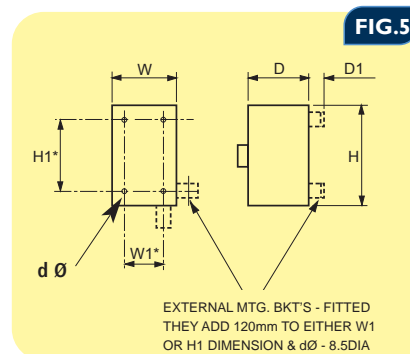 FIG.5
W
D
D1
H1*
H
d Ø
W1*
EXTERNAL MTG. BKT'S - FITTED
THEY ADD 120mm TO EITHER W1
OR H1 DIMENSION & dØ - 8.5DIA